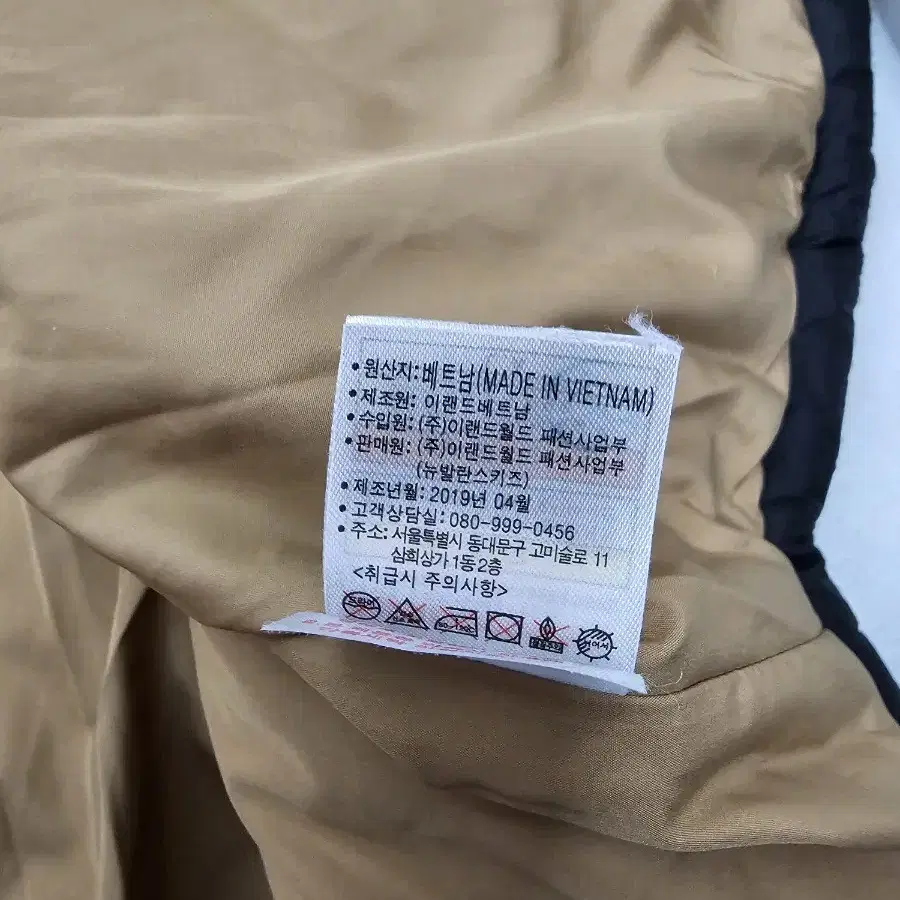 • 원산지: 베트남(MADE IN VIETNAM)
• 제조원: 이랜드베트남
• 수입원: (주)이랜드월드 패션사업부
• 판매원: (주)이랜드월드 패션사업부
(뉴발란스키즈)
• 제조년월: 2019년 04월
• 고객상담실: 080-999-0456
• 주소: 서울특별시 동대문구 고미술로 11
삼희상가 1동 2층
<취급시 주의사항>
드라이